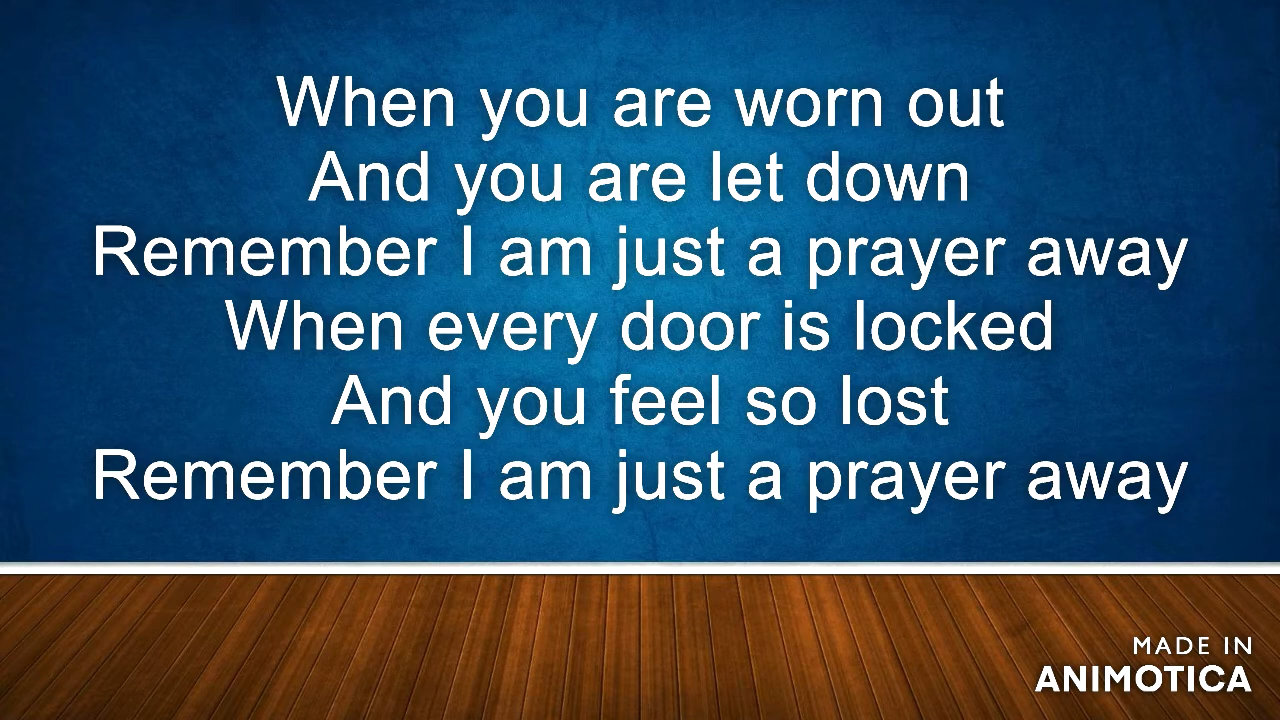 When you are worn out
And you are let down
Remember I am just a prayer away
When every door is locked
And you feel so lost
Remember I am just a prayer away
MADE IN
ANIMOTICA